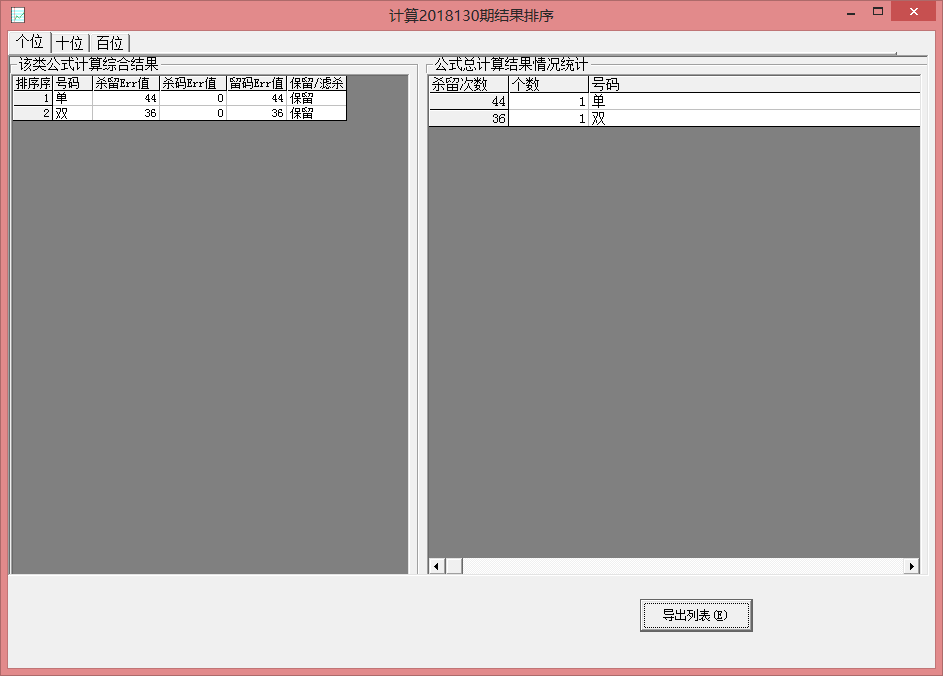 计算2018130期结果排序
个位 十位 百位
该类公式计算综合结果
排序序 号码 杀留Err值 杀码Err值 留码Err值 保留/滤杀
1 单 44 0 44 保留
2 双 36 0 36 保留
公式总计算结果情况统计
杀留次数 个数 号码
44 1 单
36 1 双
导出列表(E)